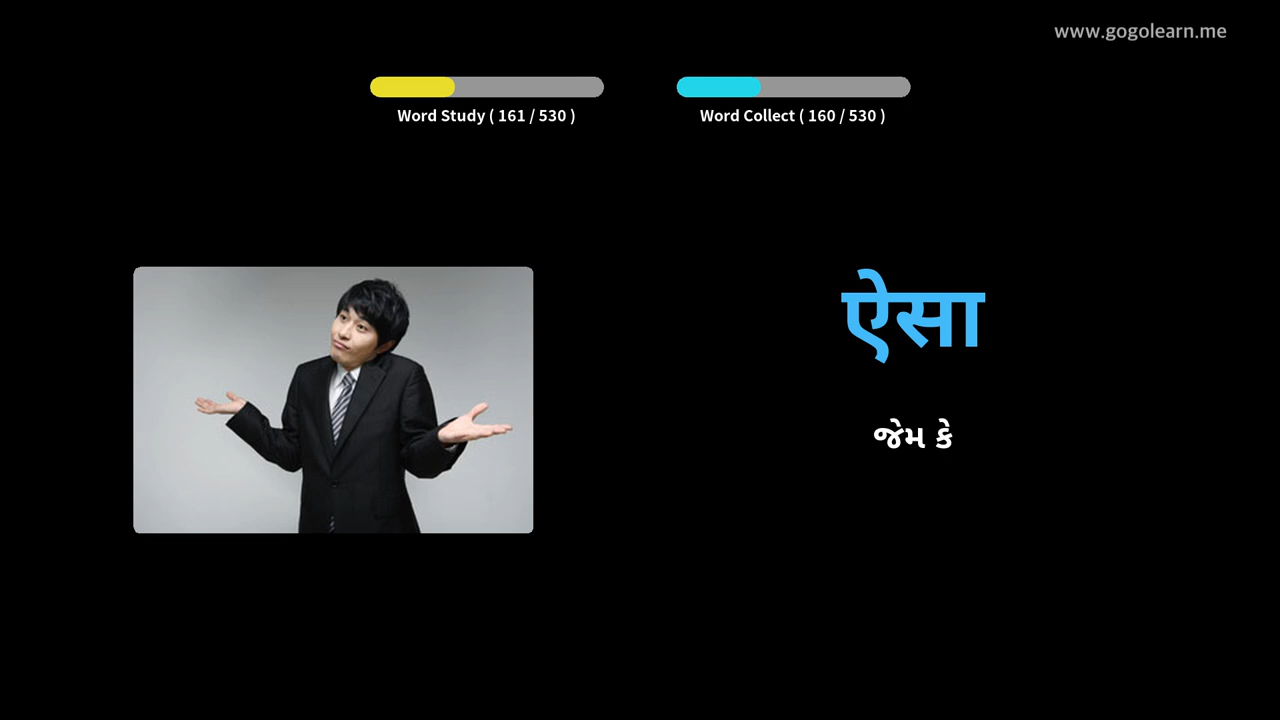 www.gogolearn.me
Word Study ( 161 / 530 )
Word Collect ( 160 / 530 )
ऐसा
જેમ કે